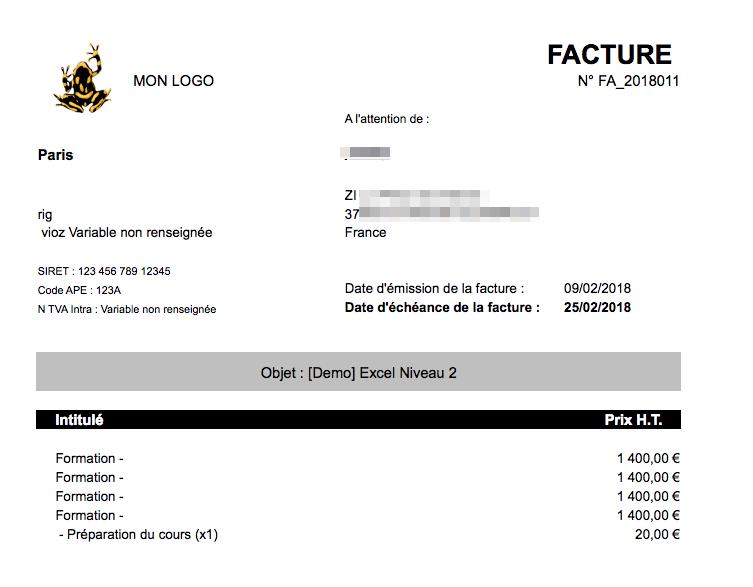 MON LOGO
FACTURE
N° FA_2018011
A l'attention de :
Paris
ZI
rig
37
vioz Variable non renseignée
France
SIRET : 123 456 789 12345
Code APE : 123A
N TVA Intra : Variable non renseignée
Date d'émission de la facture : 09/02/2018
Date d'échéance de la facture : 25/02/2018
Objet : [Demo] Excel Niveau 2
Intitulé Prix H.T.
Formation - 1 400,00 €
Formation - 1 400,00 €
Formation - 1 400,00 €
Formation - 1 400,00 €
- Préparation du cours (x1) 20,00 €